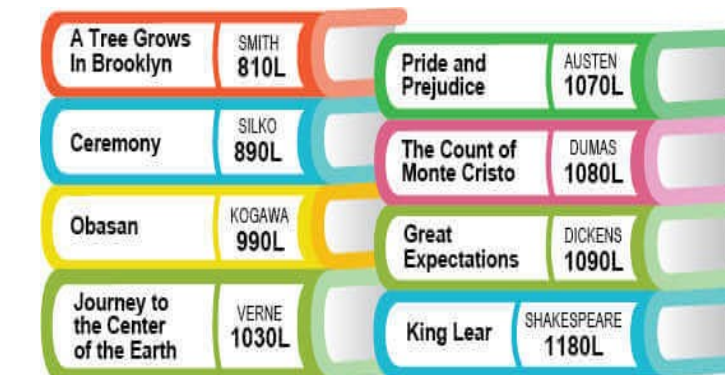 A Tree Grows
In Brooklyn
SMITH
810L
Ceremony
SILKO
890L
Obasan
KOGAWA
990L
Journey to
the Center
of the Earth
VERNE
1030L
Pride and
Prejudice
AUSTEN
1070L
The Count of
Monte Cristo
DUMAS
1080L
Great
Expectations
DICKENS
1090L
King Lear
SHAKESPEARE
1180L